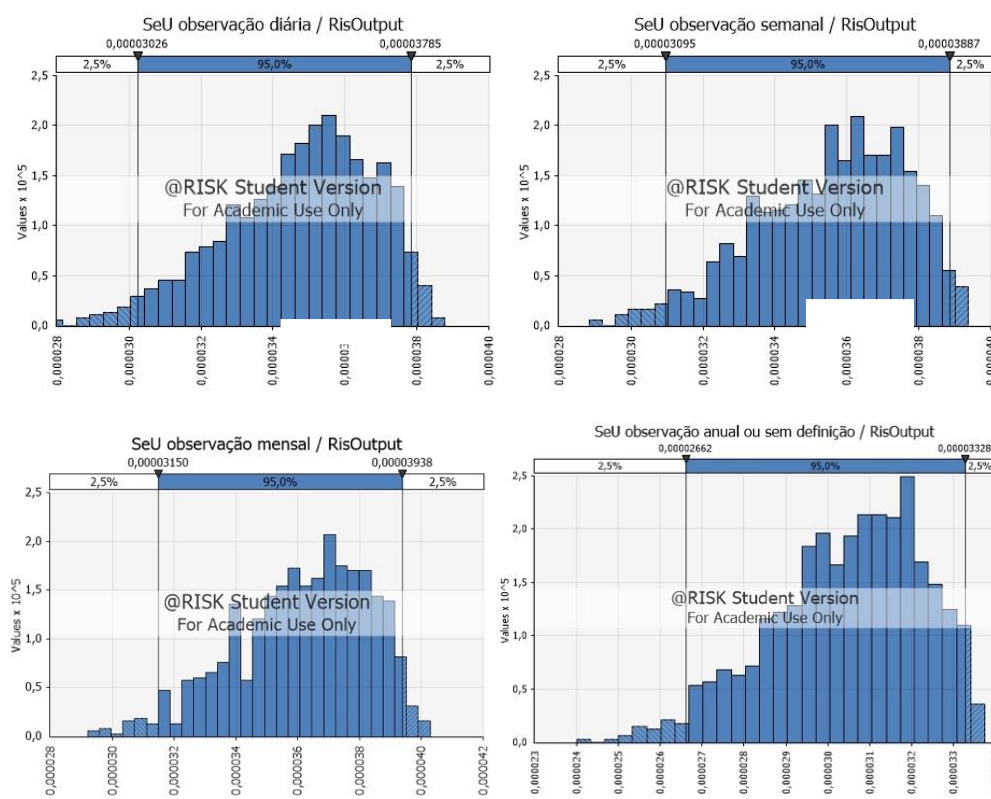 SeU observação diária / RisOutput
0,00003026 0,00003785
2,5% 95,0% 2,5%
2,5
2,0
1,5
1,0
0,5
0,0
Values x 10^5
@RISK Student Version
For Academic Use Only
0,000028
0,000030
0,000032
0,000034
0,000038
0,000040
SeU observação semanal / RisOutput
0,00003095 0,00003887
2,5% 95,0% 2,5%
2,5
2,0
1,5
1,0
0,5
0,0
Values x 10^5
@RISK Student Version
For Academic Use Only
0,000028
0,000030
0,000032
0,000034
0,000036
0,000038
SeU observação mensal / RisOutput
0,00003150 0,00003938
2,5% 95,0% 2,5%
2,5
2,0
1,5
1,0
0,5
0,0
Values x 10^5
@RISK Student Version
For Academic Use Only
0,000028
0,000030
0,000032
0,000034
0,000036
0,000038
0,000040
0,000042
SeU observação anual ou sem definição / RisOutput
0,00002662 0,00003328
2,5% 95,0% 2,5%
2,5
2,0
1,5
1,0
0,5
0,0
Values x 10^5
@RISK Student Version
For Academic Use Only
0,000023
0,000024
0,000025
0,000026
0,000027
0,000028
0,000029
0,000030
0,000031
0,000032
0,000033